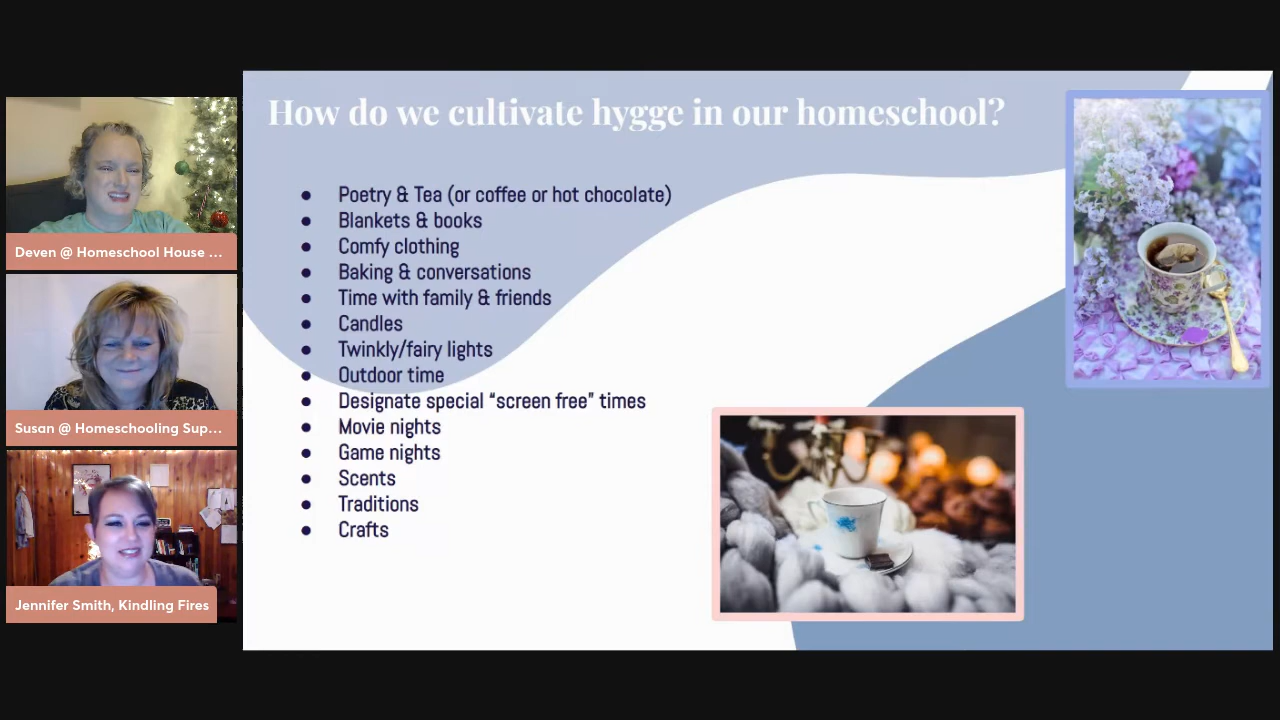 How do we cultivate hygge in our homeschool?
● Poetry & Tea (or coffee or hot chocolate)
● Blankets & books
● Comfy clothing
● Baking & conversations
● Time with family & friends
● Candles
● Twinkly/fairy lights
● Outdoor time
● Designate special “screen free” times
● Movie nights
● Game nights
● Scents
● Traditions
● Crafts
Deven @ Homeschool House ...
Susan @ Homeschooling Sup...
Jennifer Smith, Kindling Fires